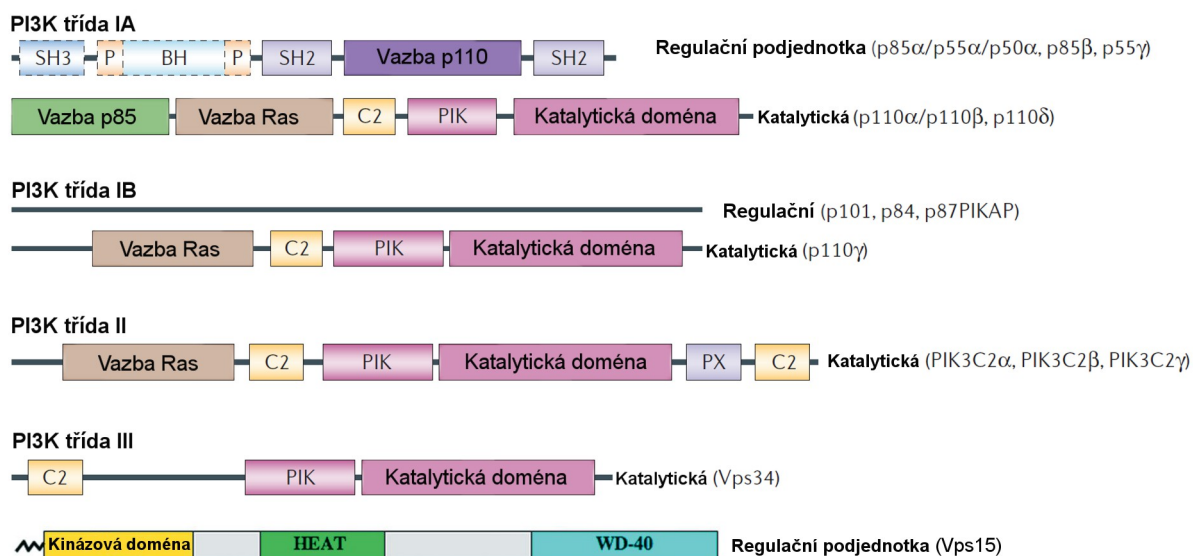 PI3K třída IA
SH3 P BH P SH2 Vazba p110 SH2 Regulační podjednotka (p85α/p55α/p50α, p85β, p55γ)
Vazba p85 Vazba Ras C2 PIK Katalytická doména Katalytická (p110α/p110β, p110δ)
PI3K třída IB
Regulační (p101, p84, p87PIKAP)
Vazba Ras C2 PIK Katalytická doména Katalytická (p110γ)
PI3K třída II
Vazba Ras C2 PIK Katalytická doména PX C2 Katalytická (PIK3C2α, PIK3C2β, PIK3C2γ)
PI3K třída III
C2 PIK Katalytická doména Katalytická (Vps34)
Kinázová doména HEAT WD-40 Regulační podjednotka (Vps15)